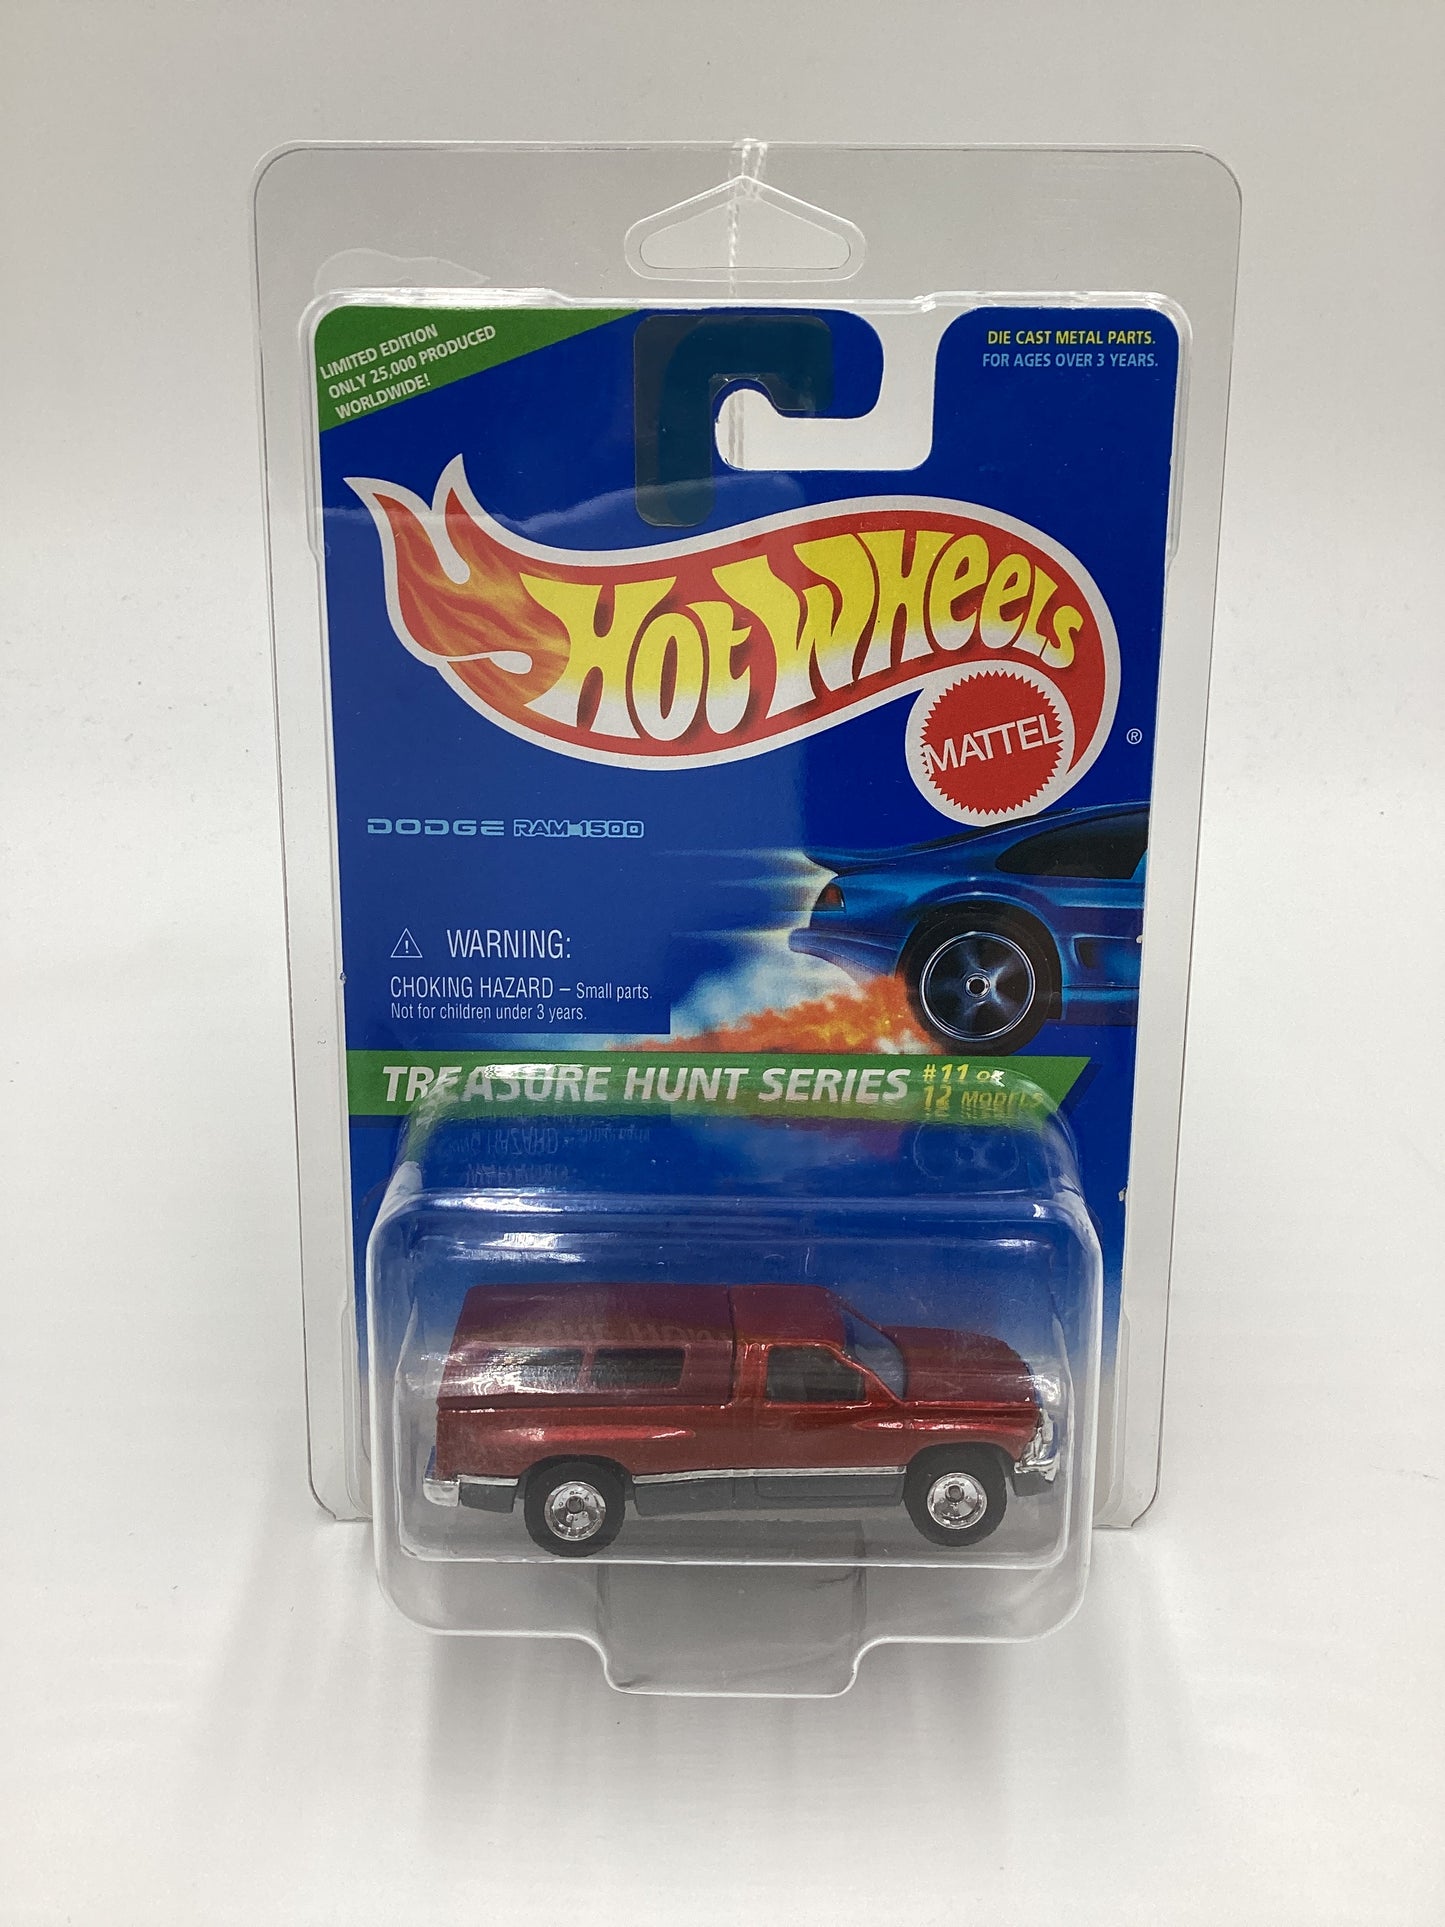 LIMITED EDITION
ONLY 25,000 PRODUCED
WORLDWIDE!
DIE CAST METAL PARTS.
FOR AGES OVER 3 YEARS.
HOT WHEELS
MATTEL
®
DODGE RAM 1500
⚠ WARNING:
CHOKING HAZARD – Small parts.
Not for children under 3 years.
TREASURE HUNT SERIES #11 OF
12 MODELS